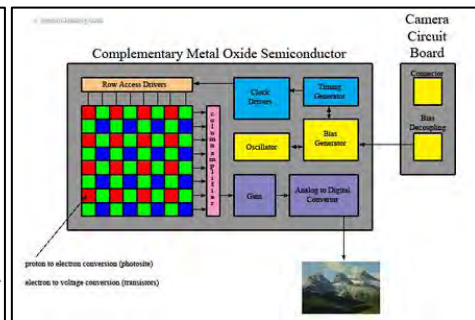 Camera
Circuit
Board
Complementary Metal Oxide Semiconductor
Row Access Drivers
Clock
Drivers
Timing
Generator
Connector
Bias
Decoupling
Oscillator
Bias
Generator
column amplifier
Gain
Analog to Digital
Convertor
proton to electron conversion (photosite)
electron to voltage conversion (transistors)